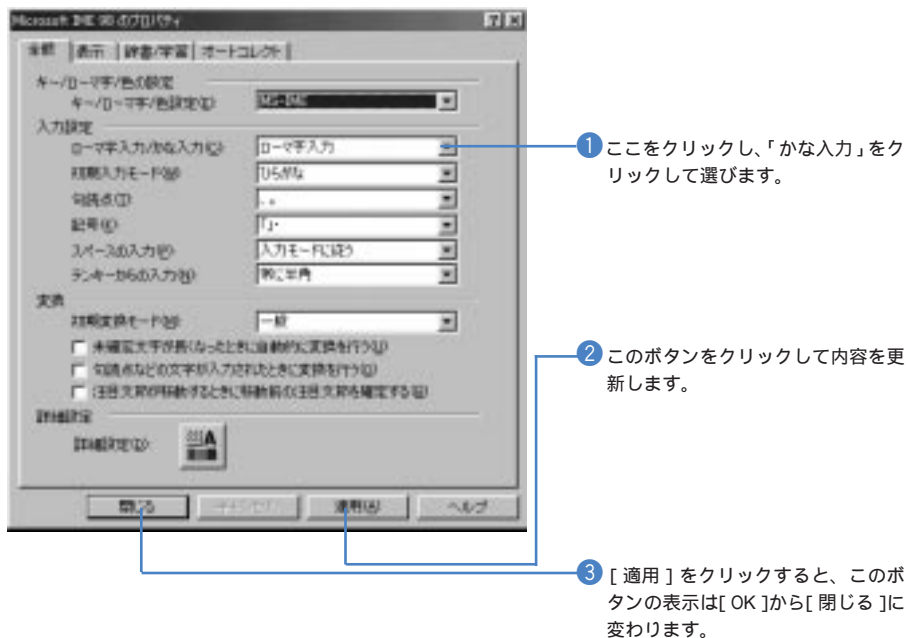 Microsoft IME 98 のプロパティ
全般 表示 辞書/学習 オートコレクト
キー/ローマ字/色の設定
キー/ローマ字/色設定(E) MS-IME
入力設定
ローマ字入力/かな入力(C) ローマ字入力
初期入力モード(M) ひらがな
句読点(T) 、。
記号(K) 「」・
スペースの入力(P) 入力モードに従う
テンキーからの入力(N) 常に半角
変換
初期変換モード 一般
未確定文字が長くなったときに自動的に変換を行う(U)
句読点などの文字が入力されたときに変換を行う
注目文節が移動するときに移動前の注目文節を確定する
詳細設定
詳細設定(D) A
閉じる キャンセル 適用(A) ヘルプ
1 ここをクリックし、「かな入力」をク
リックして選びます。
2 このボタンをクリックして内容を更
新します。
3 [ 適用 ] をクリックすると、このボ
タンの表示は[ OK ]から[ 閉じる ]に
変わります。